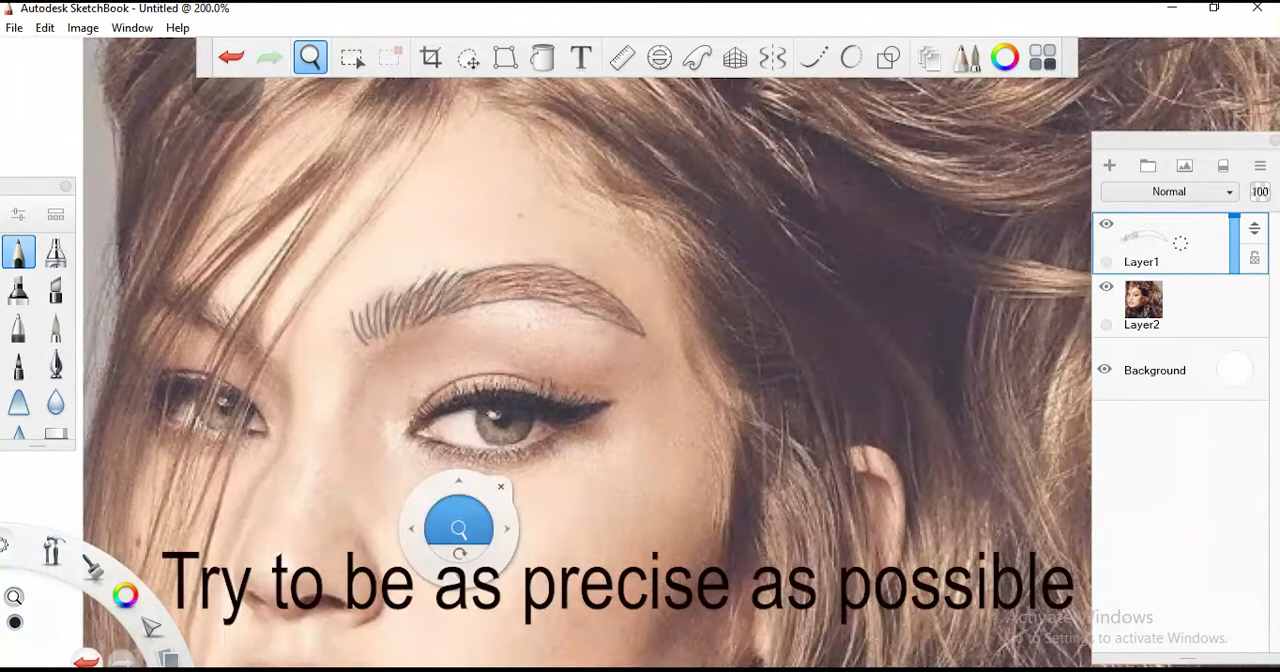 Autodesk SketchBook - Untitled @ 200.0%
File Edit Image Window Help
Normal 100
Layer1
Layer2
Background
Try to be as precise as possible
Activate Windows
Go to Settings to activate Windows.